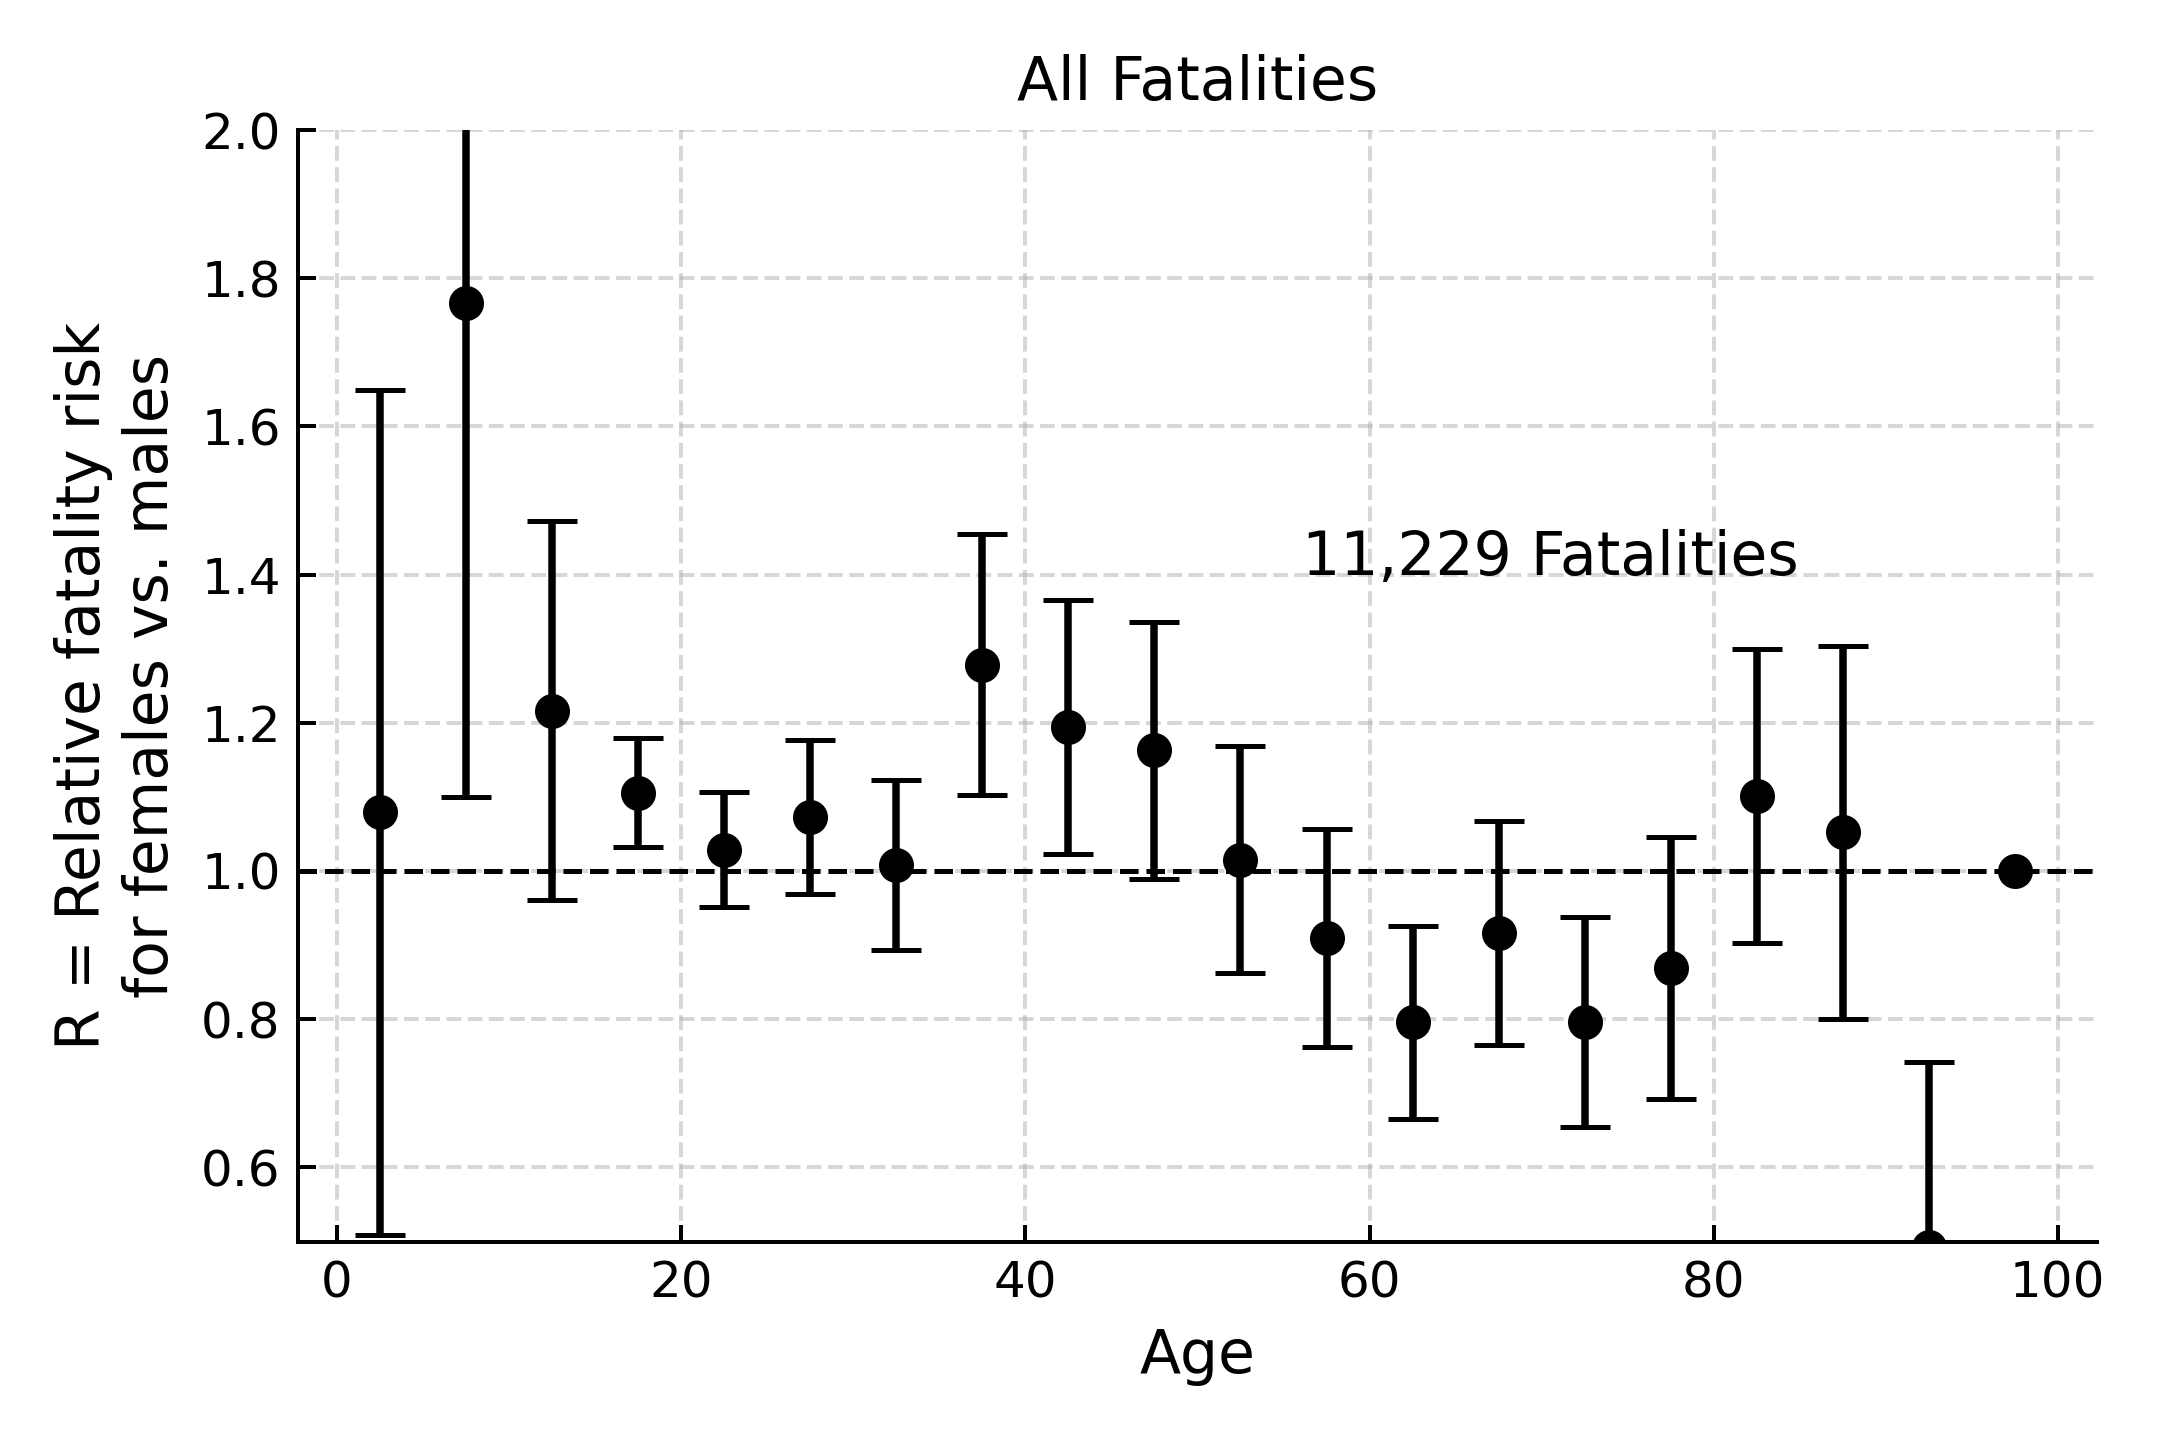 All Fatalities
R = Relative fatality risk
for females vs. males
2.0
1.8
1.6
1.4
1.2
1.0
0.8
0.6
11,229 Fatalities
0 20 40 60 80 100
Age